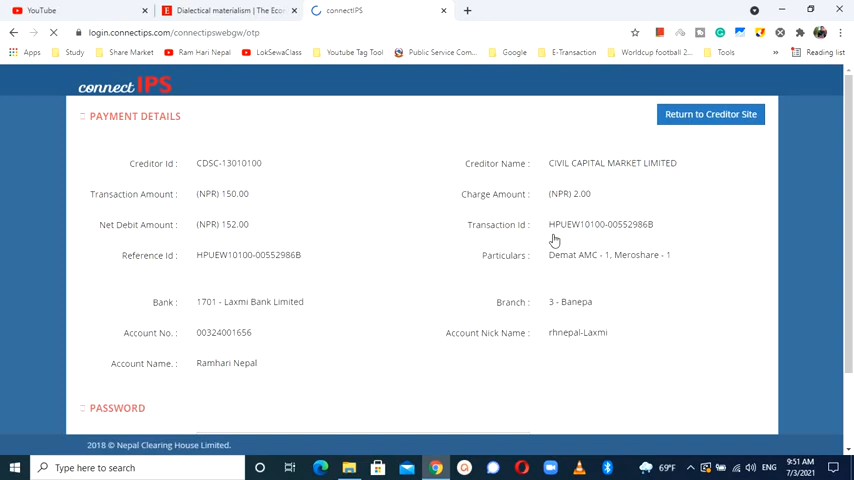 YouTube
Dialectical materialism | The Econ
connectIPS
login.connectips.com/connectipswebgw/otp
Apps
Study
Share Market
Ram Hari Nepal
LokSewaClass
Youtube Tag Tool
Public Service Com...
Google
E-Transaction
Worldcup football 2...
Tools
»
Reading list
connectIPS
PAYMENT DETAILS
Return to Creditor Site
Creditor Id : CDSC-13010100 Creditor Name : CIVIL CAPITAL MARKET LIMITED
Transaction Amount : (NPR) 150.00 Charge Amount : (NPR) 2.00
Net Debit Amount : (NPR) 152.00 Transaction Id : HPUEW10100-00552986B
Reference Id : HPUEW10100-00552986B Particulars : Demat AMC - 1, Meroshare - 1
Bank : 1701 - Laxmi Bank Limited Branch : 3 - Banepa
Account No. : 00324001656 Account Nick Name : rhnepal-Laxmi
Account Name. : Ramhari Nepal
PASSWORD
2018 © Nepal Clearing House Limited.
Type here to search
69°F
ENG
9:51 AM
7/3/2021